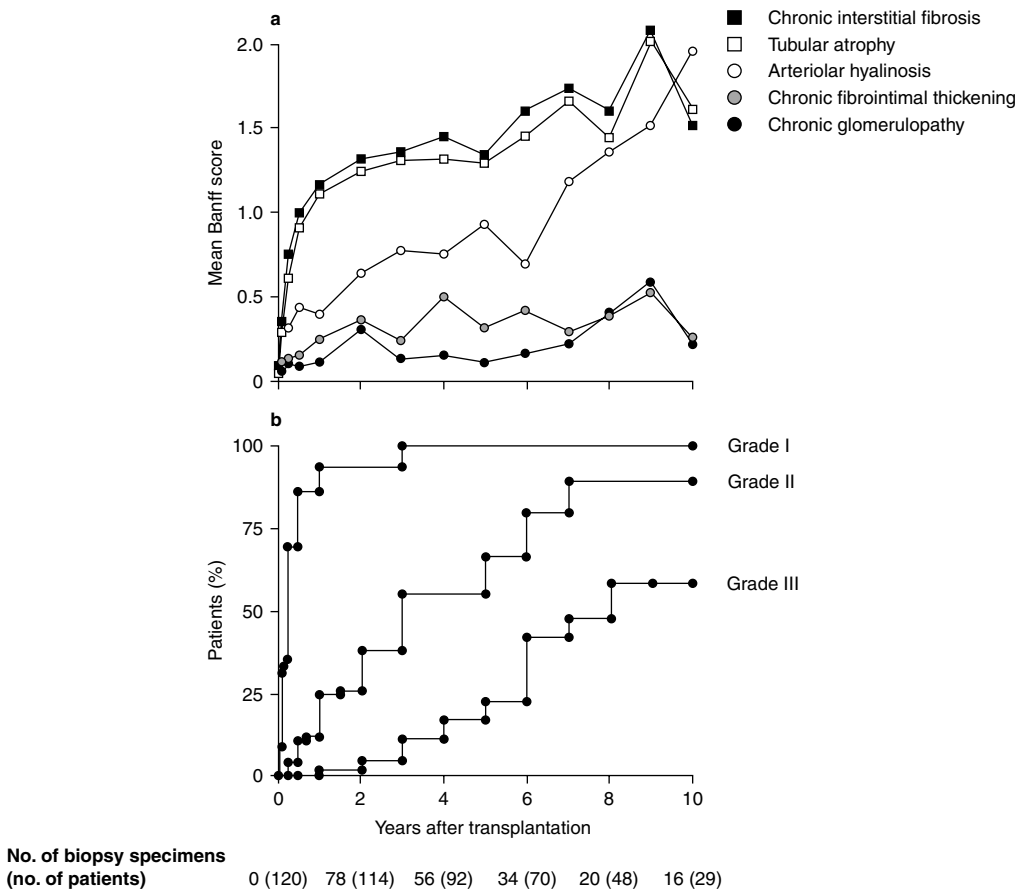 a
Chronic interstitial fibrosis
Tubular atrophy
Arteriolar hyalinosis
Chronic fibrointimal thickening
Chronic glomerulopathy
2.0
1.5
1.0
0.5
0
Mean Banff score
b
100
75
50
25
0
Patients (%)
Grade I
Grade II
Grade III
0 2 4 6 8 10
Years after transplantation
No. of biopsy specimens
(no. of patients) 0 (120) 78 (114) 56 (92) 34 (70) 20 (48) 16 (29)